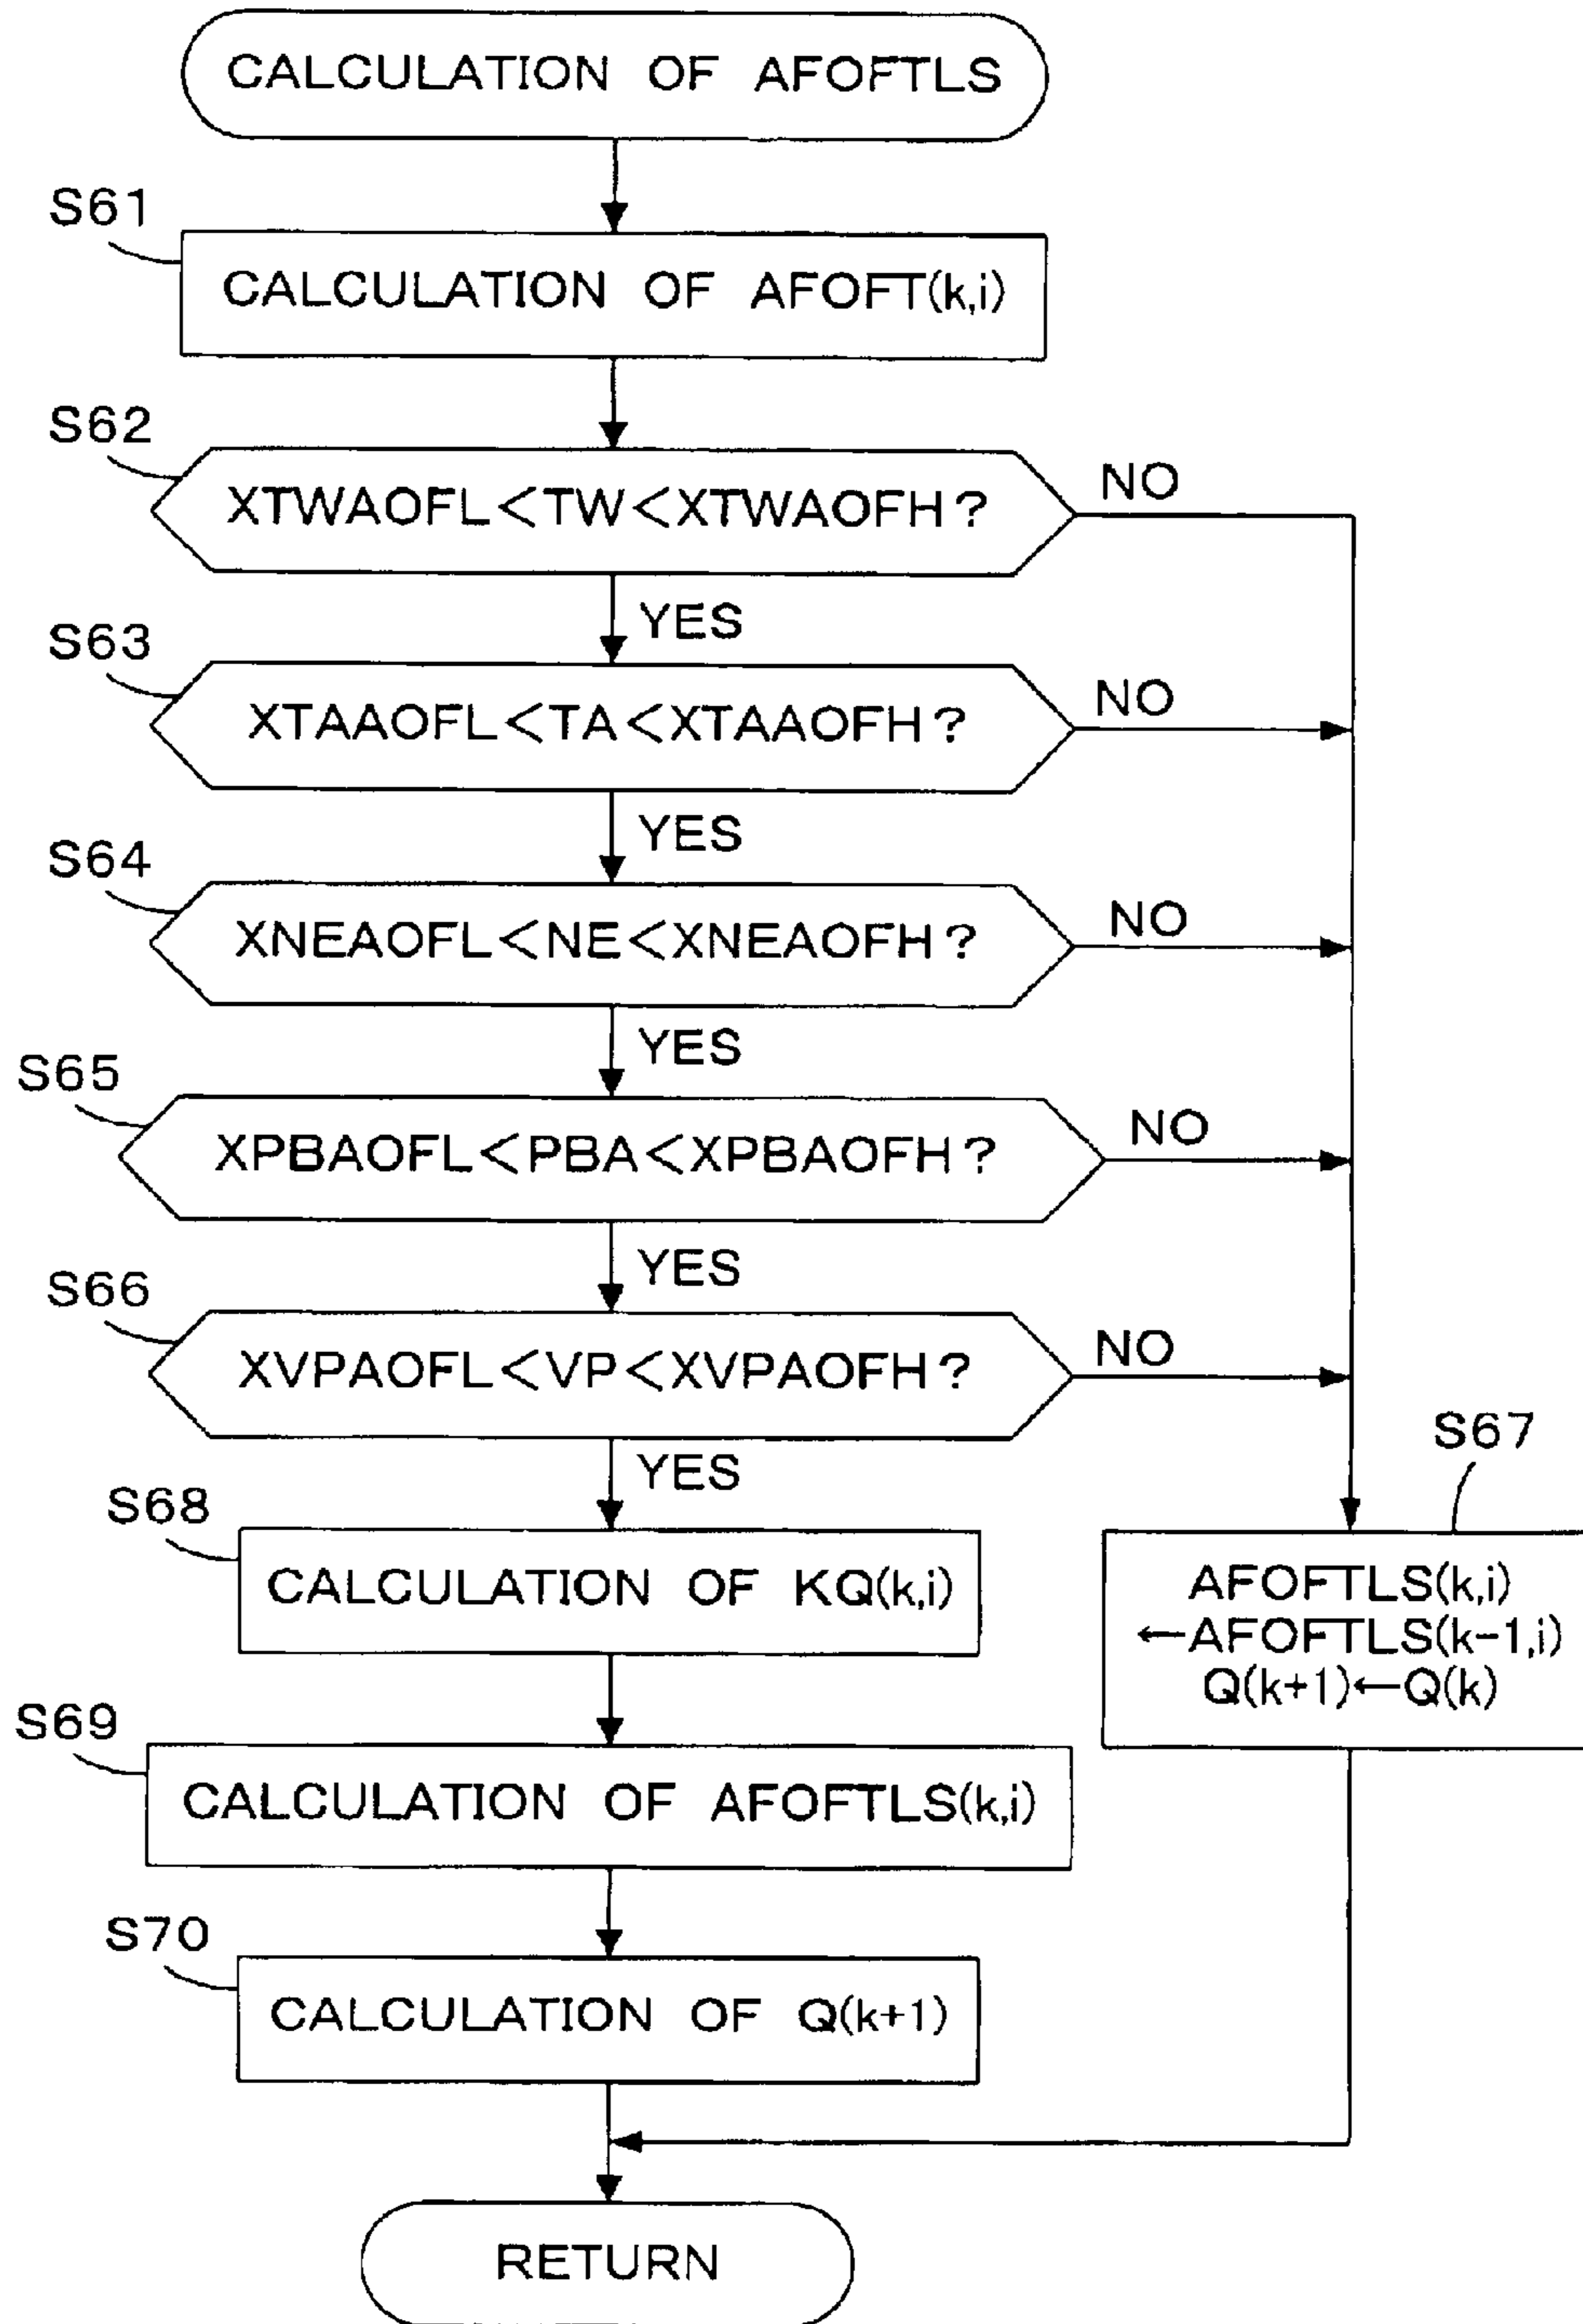 CALCULATION OF AFOFTLS
S61
CALCULATION OF AFOFT(k,i)
S62
XTWAOFL<TW<XTWAOFH?
NO
YES
S63
XTAAOFL<TA<XTAAOFH?
NO
YES
S64
XNEAOFL<NE<XNEAOFH?
NO
YES
S65
XPBAOFL<PBA<XPBAOFH?
NO
YES
S66
XVPAOFL<VP<XVPAOFH?
NO
YES
S67
AFOFTLS(k,i)
←AFOFTLS(k-1,i)
Q(k+1)←Q(k)
S68
CALCULATION OF KQ(k,i)
S69
CALCULATION OF AFOFTLS(k,i)
S70
CALCULATION OF Q(k+1)
RETURN